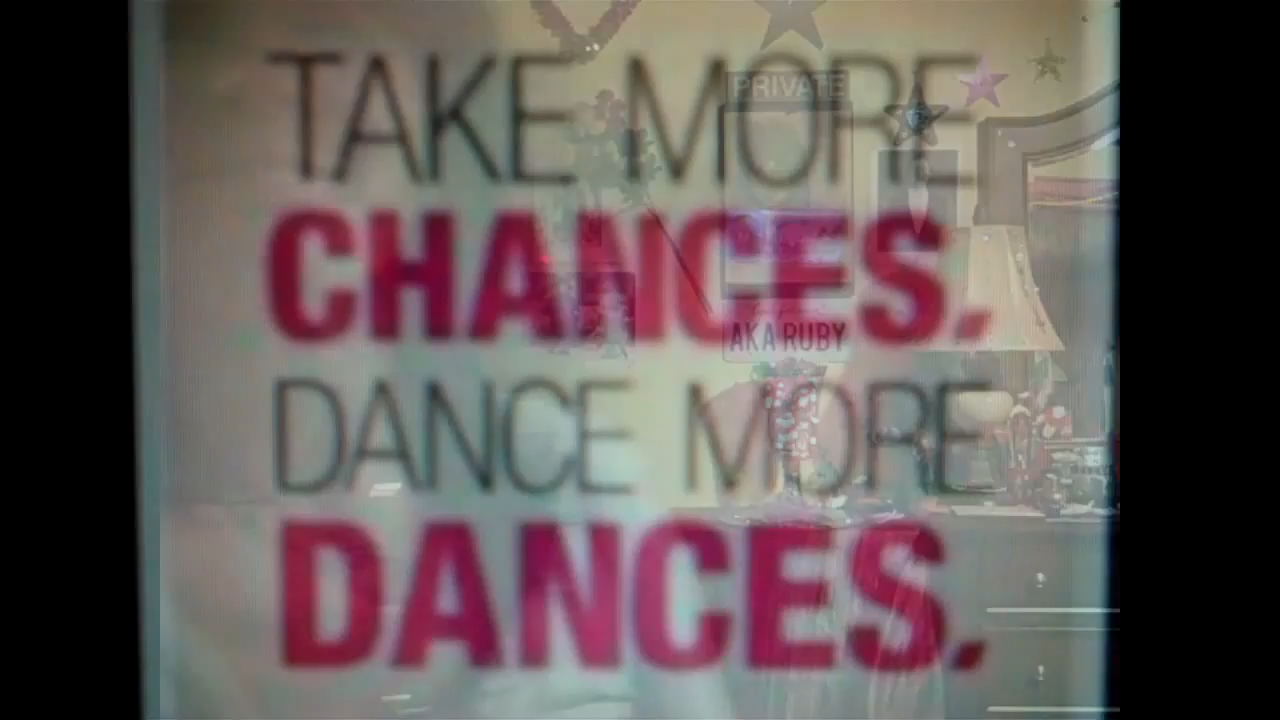 TAKE MORE
PRIVATE
CHANCES.
AKA RUBY
DANCE MORE
DANCES.